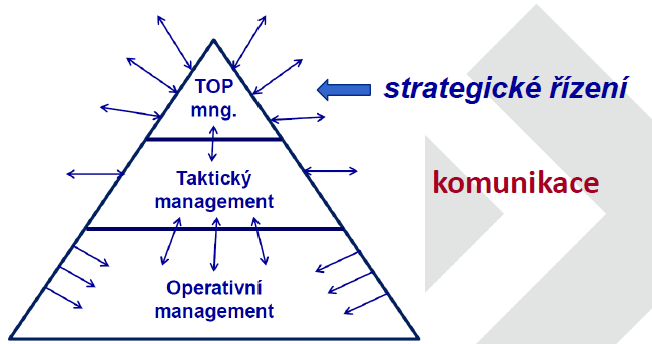 TOP
mng.
strategické řízení
Taktický
management
komunikace
Operativní
management